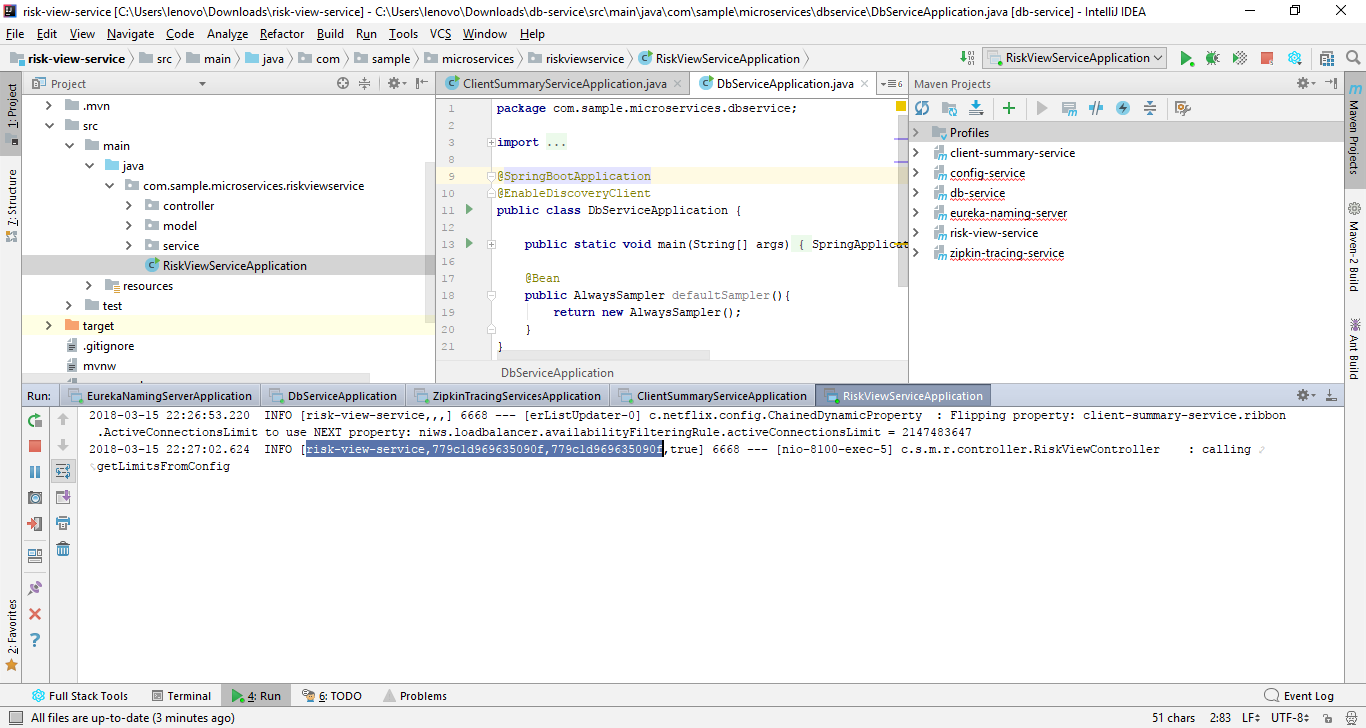 risk-view-service [C:\Users\lenovo\Downloads\risk-view-service] - C:\Users\lenovo\Downloads\db-service\src\main\java\com\sample\microservices\dbservice\DbServiceApplication.java [db-service] - IntelliJ IDEA
File Edit View Navigate Code Analyze Refactor Build Run Tools VCS Window Help
risk-view-service src main java com sample microservices riskviewservice RiskViewServiceApplication RiskViewServiceApplication
1: Project
7: Structure
2: Favorites
Project
.mvn
src
main
java
com.sample.microservices.riskviewservice
controller
model
service
RiskViewServiceApplication
resources
test
target
.gitignore
mvnw
ClientSummaryServiceApplication.java DbServiceApplication.java 6
1 package com.sample.microservices.dbservice;
2
3 import ...
8
9 @SpringBootApplication
10 @EnableDiscoveryClient
11 public class DbServiceApplication {
12
13 public static void main(String[] args) { SpringApplicat
16
17 @Bean
18 public AlwaysSampler defaultSampler(){
19 return new AlwaysSampler();
20 }
21 }
DbServiceApplication
Maven Projects
Profiles
client-summary-service
config-service
db-service
eureka-naming-server
risk-view-service
zipkin-tracing-service
Maven Projects
Maven-2 Build
Ant Build
Run: EurekaNamingServerApplication DbServiceApplication ZipkinTracingServicesApplication ClientSummaryServiceApplication RiskViewServiceApplication
2018-03-15 22:26:53.220 INFO [risk-view-service,,,] 6668 --- [erListUpdater-0] c.netflix.config.ChainedDynamicProperty : Flipping property: client-summary-service.ribbon
.ActiveConnectionsLimit to use NEXT property: niws.loadbalancer.availabilityFilteringRule.activeConnectionsLimit = 2147483647
2018-03-15 22:27:02.624 INFO [risk-view-service,779c1d969635090f,779c1d969635090f,true] 6668 --- [nio-8100-exec-5] c.s.m.r.controller.RiskViewController : calling
getLimitsFromConfig
Full Stack Tools Terminal 4: Run 6: TODO Problems Event Log
All files are up-to-date (3 minutes ago) 51 chars 2:83 LF UTF-8